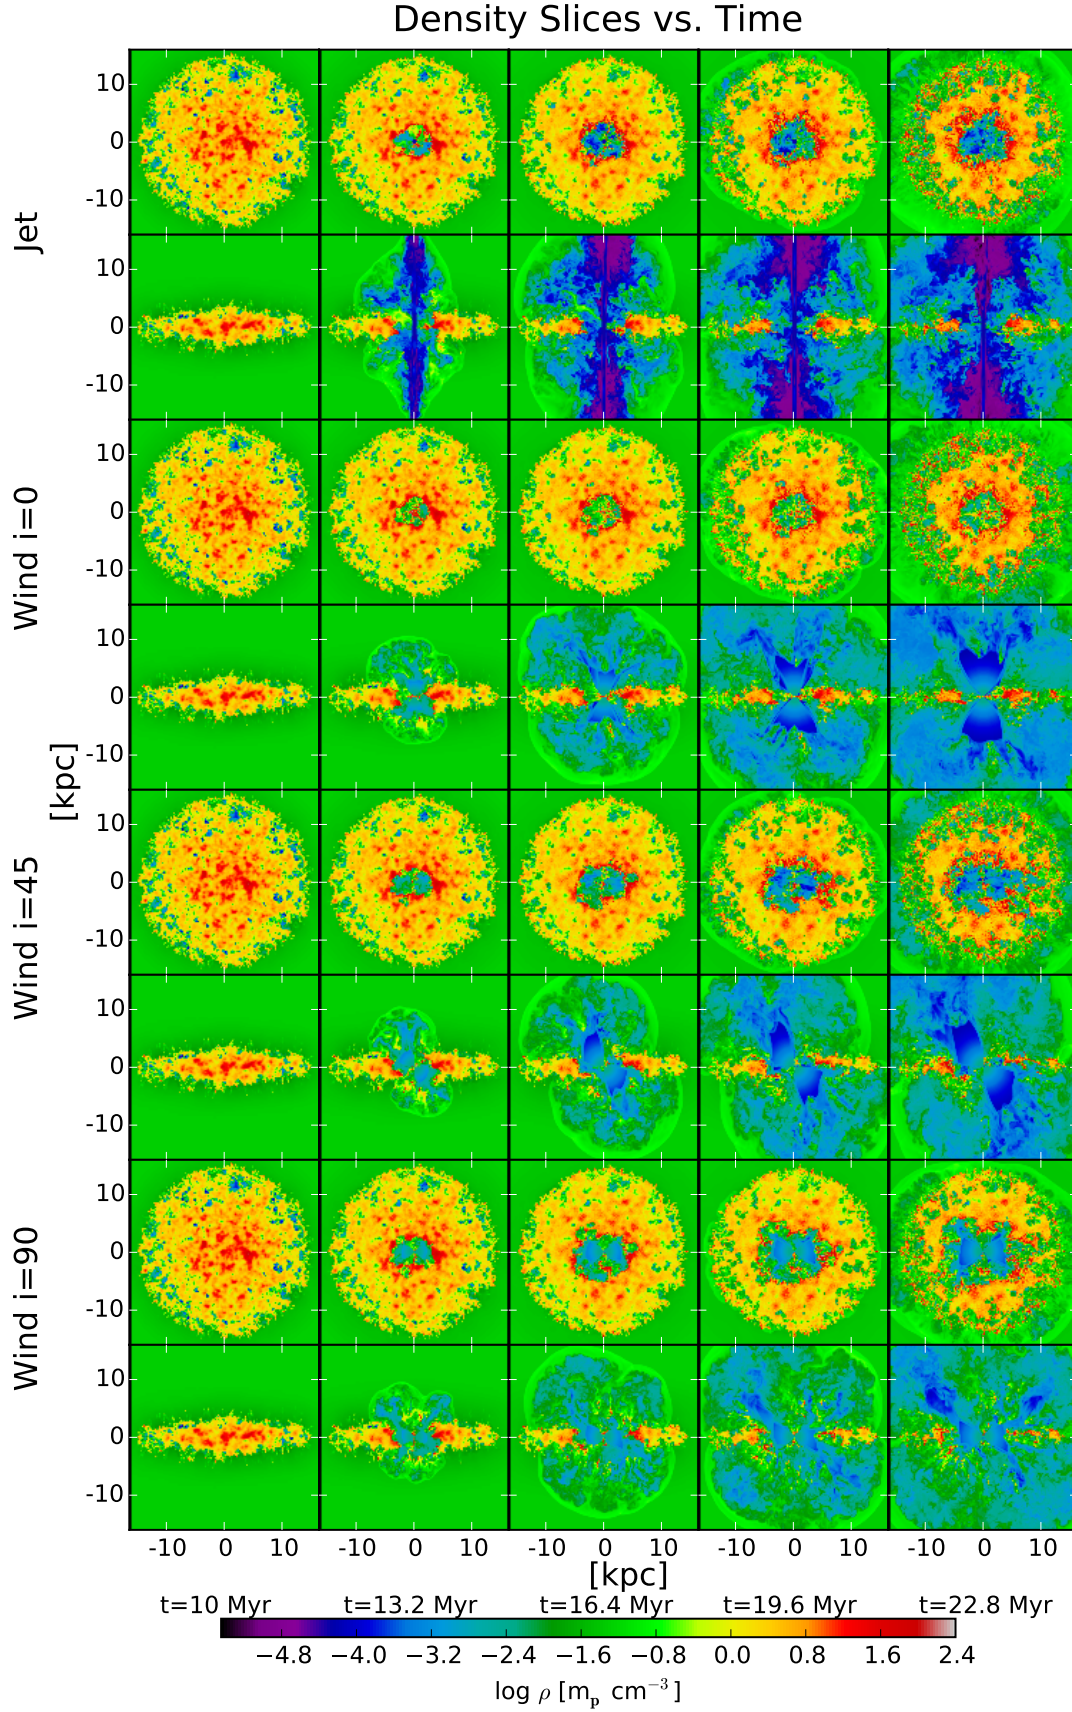 Density Slices vs. Time
Jet
10
0
-10
10
0
-10
Wind i=0
10
0
-10
10
0
-10
[kpc]
Wind i=45
10
0
-10
10
0
-10
Wind i=90
10
0
-10
10
0
-10
-10 0 10 -10 0 10 -10 0 10 -10 0 10 -10 0 10
[kpc]
t=10 Myr t=13.2 Myr t=16.4 Myr t=19.6 Myr t=22.8 Myr
−4.8 −4.0 −3.2 −2.4 −1.6 −0.8 0.0 0.8 1.6 2.4
log ρ [m_p cm^{−3}]